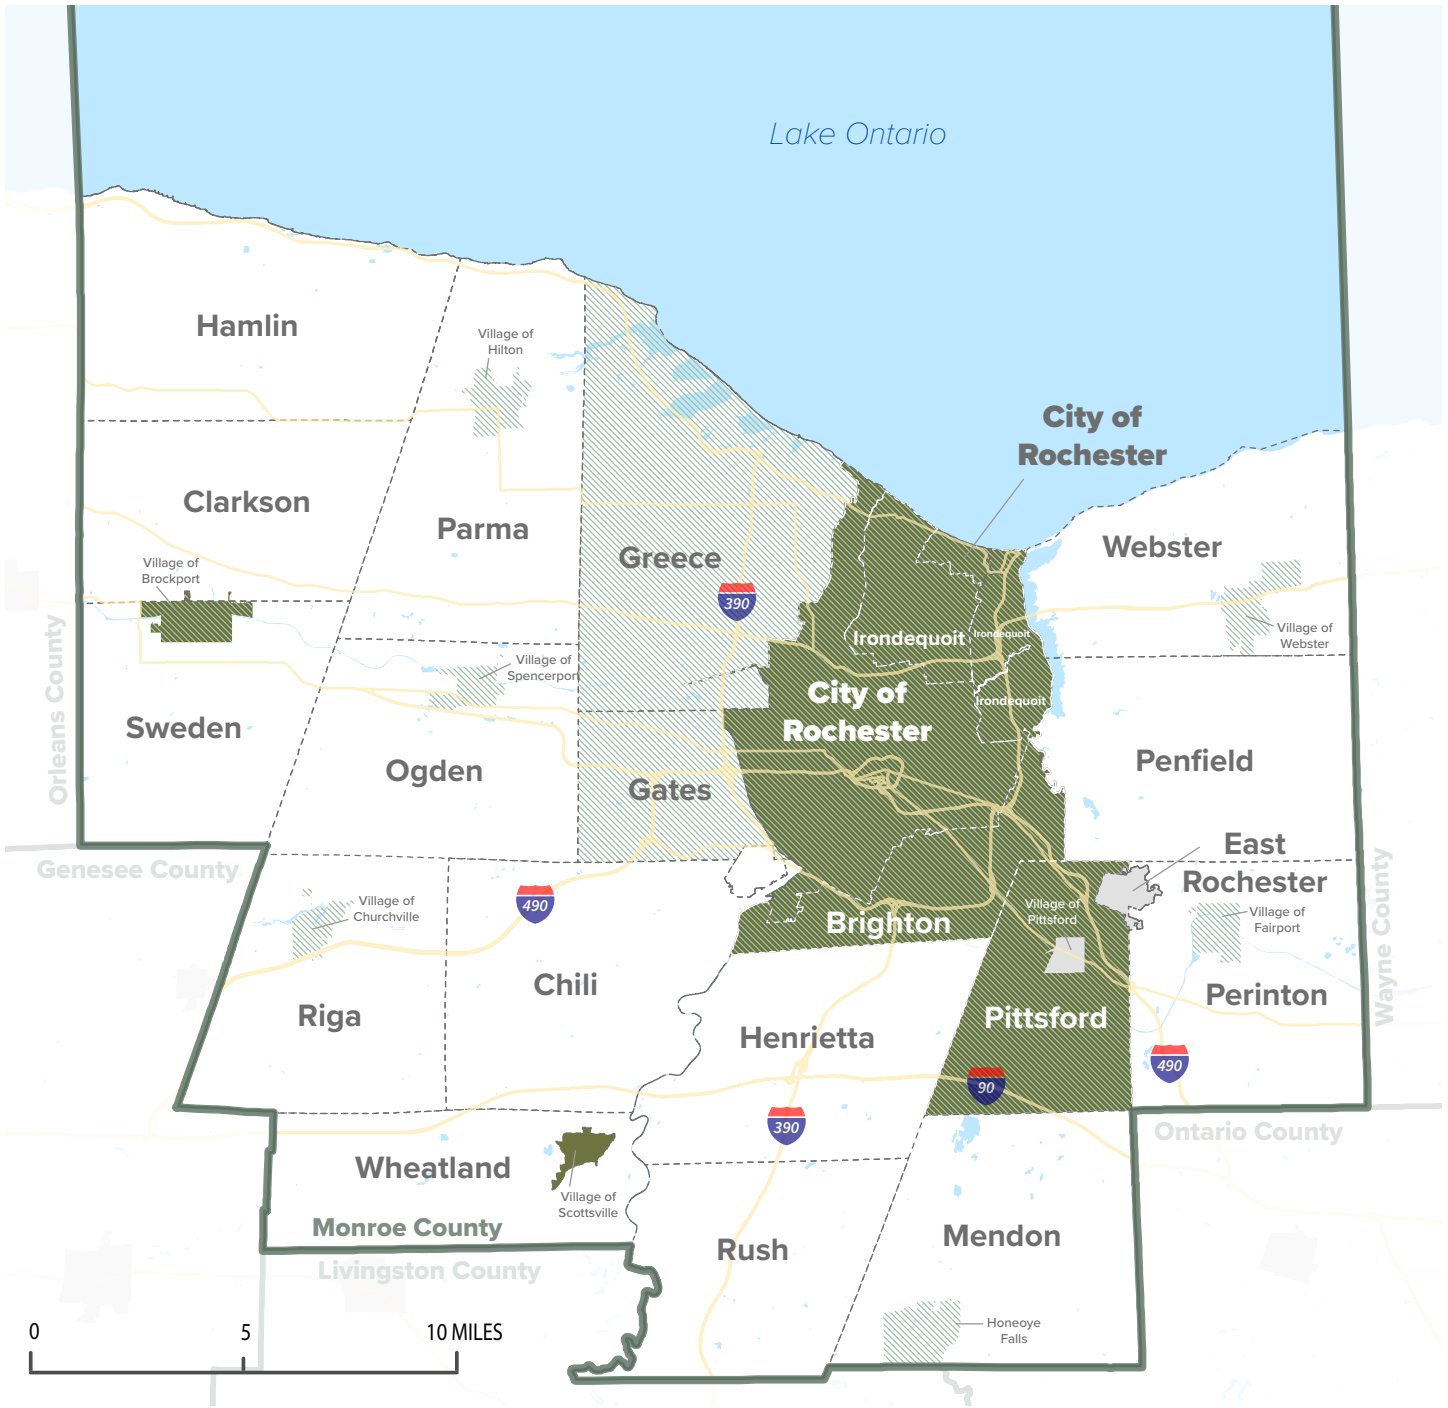 Lake Ontario
Hamlin
Village of
Hilton
City of
Rochester
Clarkson
Parma
Greece
Webster
Village of
Brockport
390
Village of
Webster
Irondequoit
Irondequoit
Village of
Spencerport
Orleans County
City of
Rochester
Irondequoit
Sweden
Ogden
Gates
Penfield
Genesee County
East
Rochester
490
Village of
Churchville
Village of
Pittsford
Village of
Fairport
Brighton
Wayne County
Chili
Riga
Perinton
Pittsford
Henrietta
490
90
390
Ontario County
Wheatland
Village of
Scottsville
Monroe County
Mendon
Rush
Livingston County
Honeoye
Falls
0 5 10 MILES